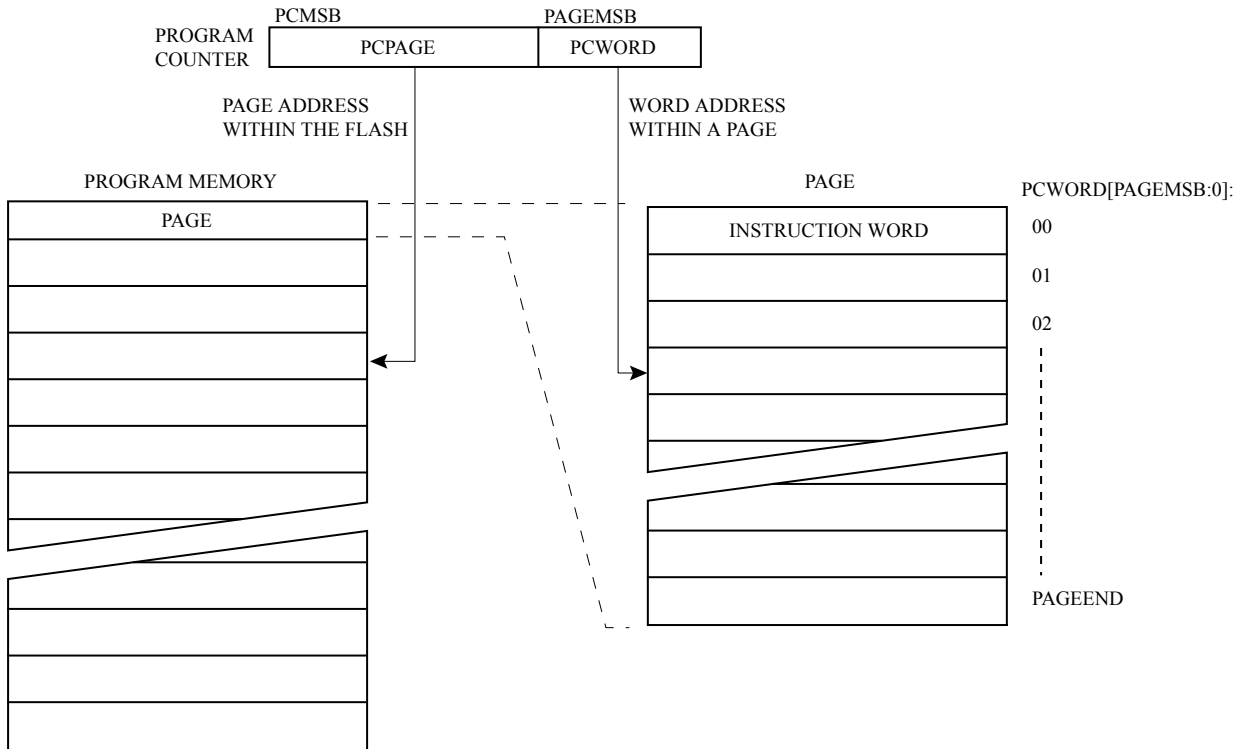 PCMSB
PAGEMSB
PROGRAM
COUNTER
PCPAGE
PCWORD
PAGE ADDRESS
WITHIN THE FLASH
WORD ADDRESS
WITHIN A PAGE
PROGRAM MEMORY
PAGE
PAGE
PCWORD[PAGEMSB:0]:
INSTRUCTION WORD
00
01
02
PAGEEND